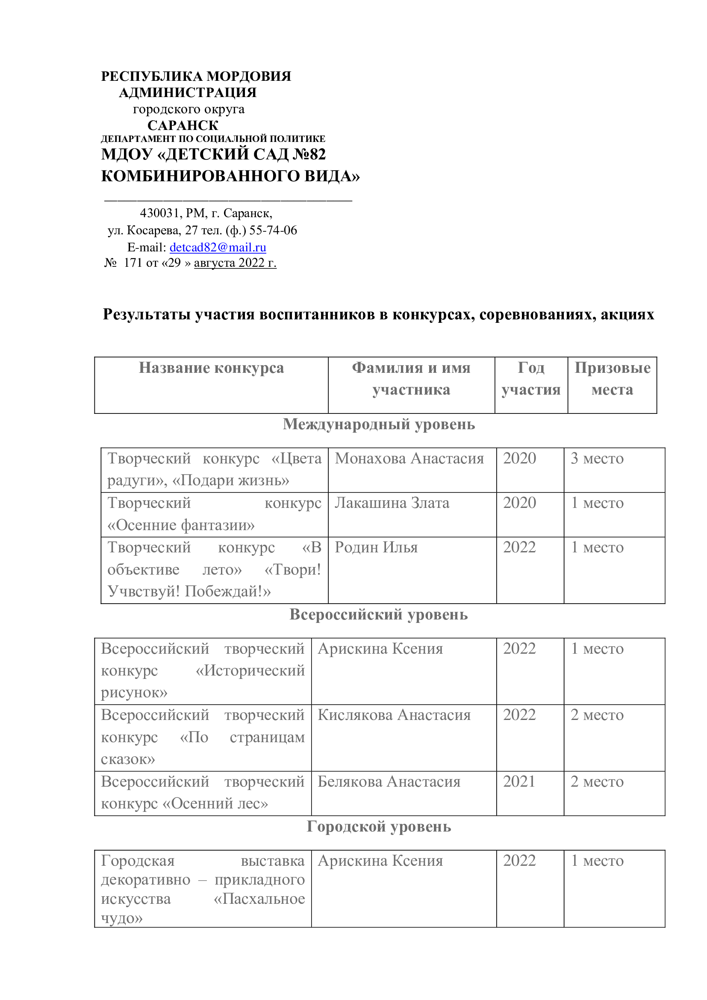 РЕСПУБЛИКА МОРДОВИЯ
АДМИНИСТРАЦИЯ
городского округа
САРАНСК
ДЕПАРТАМЕНТ ПО СОЦИАЛЬНОЙ ПОЛИТИКЕ
МДОУ «ДЕТСКИЙ САД №82
КОМБИНИРОВАННОГО ВИДА»
430031, РМ, г. Саранск,
ул. Косарева, 27 тел. (ф.) 55-74-06
E-mail: detcad82@mail.ru
№ 171 от «29 » августа 2022 г.
Результаты участия воспитанников в конкурсах, соревнованиях, акциях
Название конкурса Фамилия и имя Год Призовые
участника участия места
Международный уровень
Творческий конкурс «Цвета Монахова Анастасия 2020 3 место
радуги», «Подари жизнь»
Творческий конкурс Лакашина Злата 2020 1 место
«Осенние фантазии»
Творческий конкурс «В Родин Илья 2022 1 место
объективе лето» «Твори!
Учвствуй! Побеждай!»
Всероссийский уровень
Всероссийский творческий Арискина Ксения 2022 1 место
конкурс «Исторический
рисунок»
Всероссийский творческий Кислякова Анастасия 2022 2 место
конкурс «По страницам
сказок»
Всероссийский творческий Белякова Анастасия 2021 2 место
конкурс «Осенний лес»
Городской уровень
Городская выставка Арискина Ксения 2022 1 место
декоративно – прикладного
искусства «Пасхальное
чудо»